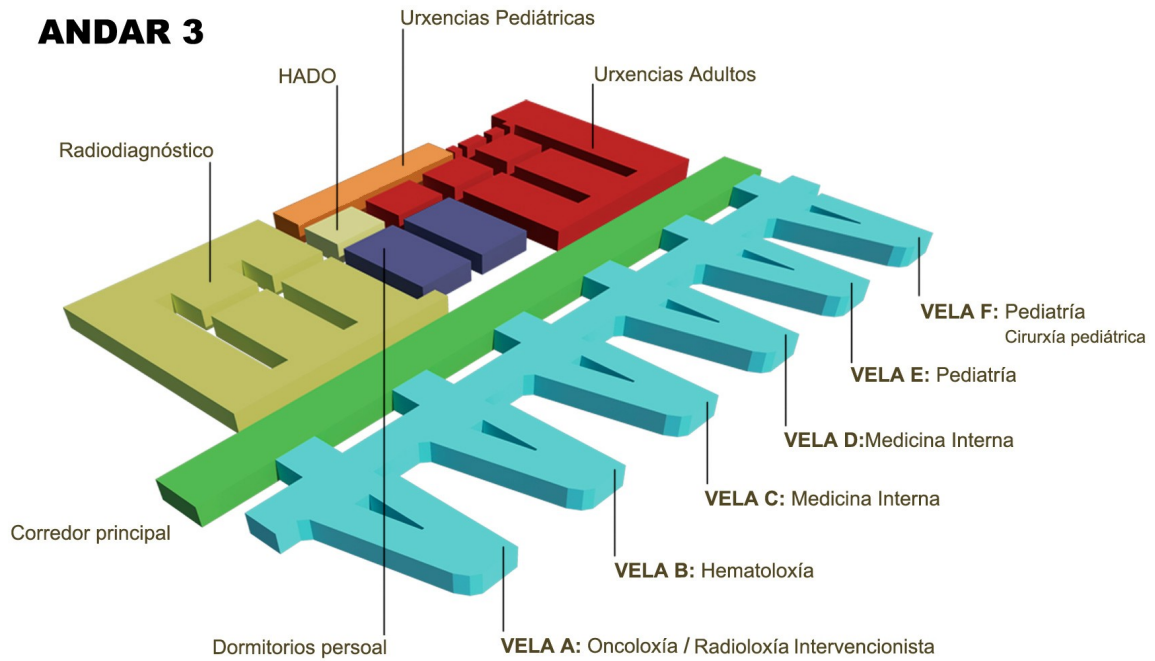 ANDAR 3
Urxencias Pediátricas
HADO
Urxencias Adultos
Radiodiagnóstico
VELA F: Pediatría
Cirurxía pediátrica
VELA E: Pediatría
VELA D:Medicina Interna
VELA C: Medicina Interna
Corredor principal
VELA B: Hematoloxía
Dormitorios persoal
VELA A: Oncoloxía / Radioloxía Intervencionista